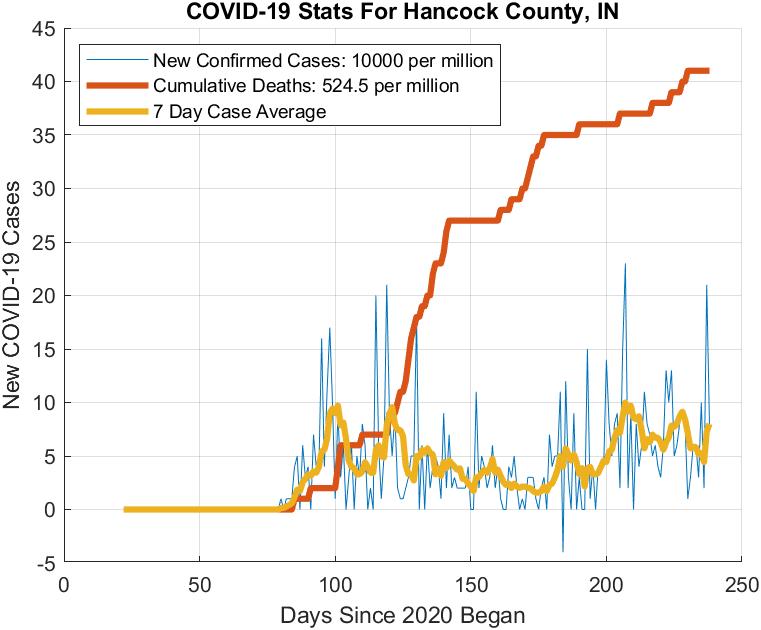 COVID-19 Stats For Hancock County, IN
45
40
35
30
25
20
15
10
5
0
-5
New COVID-19 Cases
New Confirmed Cases: 10000 per million
Cumulative Deaths: 524.5 per million
7 Day Case Average
0
50
100
150
200
250
Days Since 2020 Began